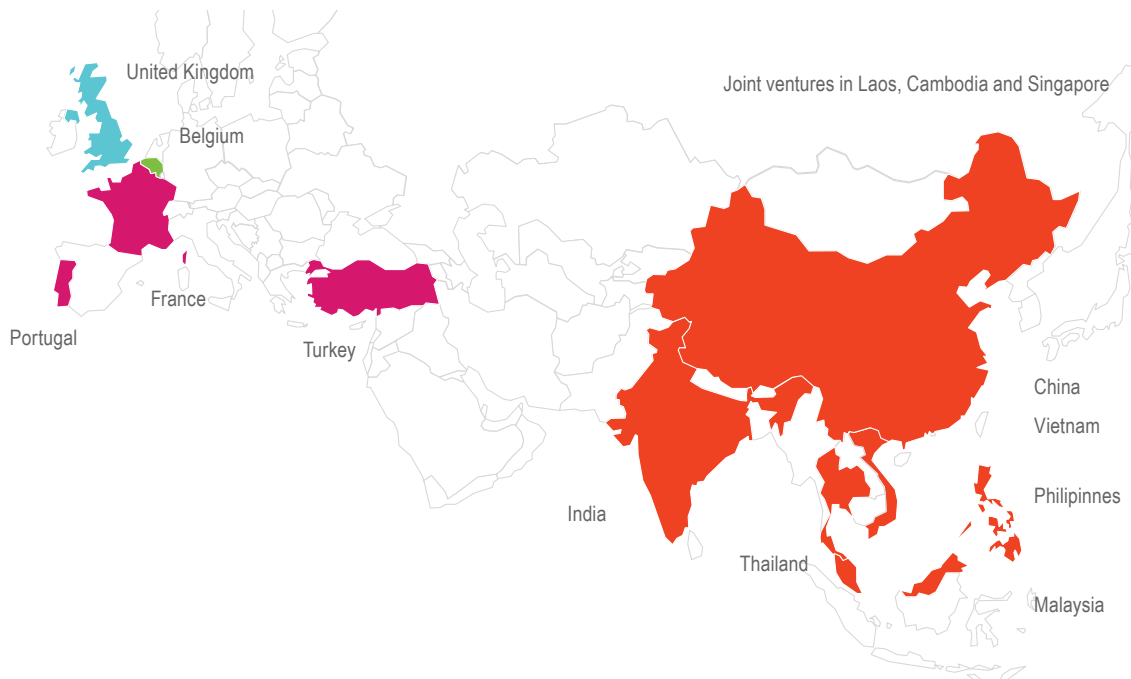 United Kingdom
Joint ventures in Laos, Cambodia and Singapore
Belgium
France
Portugal
Turkey
China
Vietnam
Philipinnes
India
Thailand
Malaysia